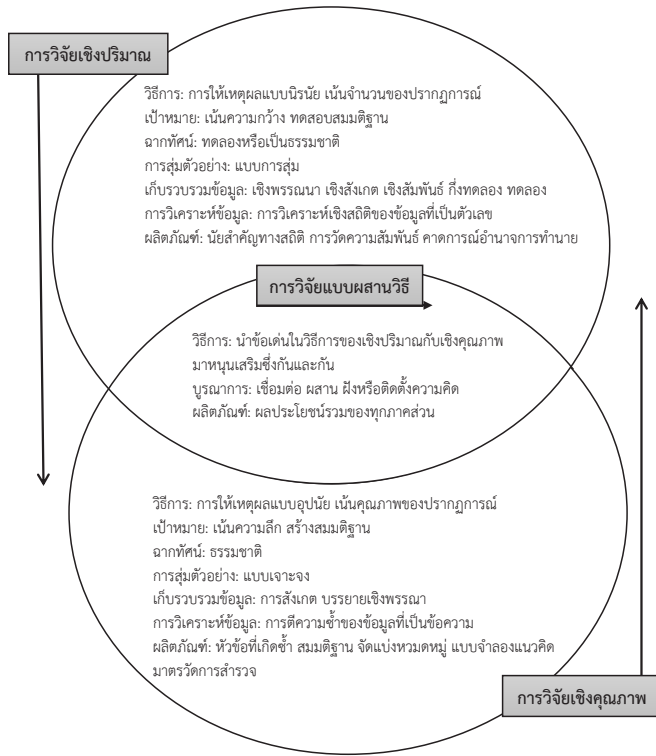 การวิจัยเชิงปริมาณ
วิธีการ: การให้เหตุผลแบบนิรนัย เน้นจำนวนของปรากฏการณ์
เป้าหมาย: เน้นความกว้าง ทดสอบสมมติฐาน
ฉากทัศน์: ทดลองหรือเป็นธรรมชาติ
การสุ่มตัวอย่าง: แบบการสุ่ม
เก็บรวบรวมข้อมูล: เชิงพรรณนา เชิงสังเกต เชิงสัมพันธ์ กึ่งทดลอง ทดลอง
การวิเคราะห์ข้อมูล: การวิเคราะห์เชิงสถิติของข้อมูลที่เป็นตัวเลข
ผลิตภัณฑ์: นัยสำคัญทางสถิติ การวัดความสัมพันธ์ คาดการณ์อำนาจการทำนาย
การวิจัยแบบผสานวิธี
วิธีการ: นำข้อเด่นในวิธีการของเชิงปริมาณกับเชิงคุณภาพ
มาหนุนเสริมซึ่งกันและกัน
บูรณาการ: เชื่อมต่อ ผสาน ฝังหรือติดตั้งความคิด
ผลิตภัณฑ์: ผลประโยชน์รวมของทุกภาคส่วน
วิธีการ: การให้เหตุผลแบบอุปนัย เน้นคุณภาพของปรากฏการณ์
เป้าหมาย: เน้นความลึก สร้างสมมติฐาน
ฉากทัศน์: ธรรมชาติ
การสุ่มตัวอย่าง: แบบเจาะจง
เก็บรวบรวมข้อมูล: การสังเกต บรรยายเชิงพรรณา
การวิเคราะห์ข้อมูล: การตีความซ้ำของข้อมูลที่เป็นข้อความ
ผลิตภัณฑ์: หัวข้อที่เกิดซ้ำ สมมติฐาน จัดแบ่งหวมดหมู่ แบบจำลองแนวคิด
มาตรวัดการสำรวจ
การวิจัยเชิงคุณภาพ